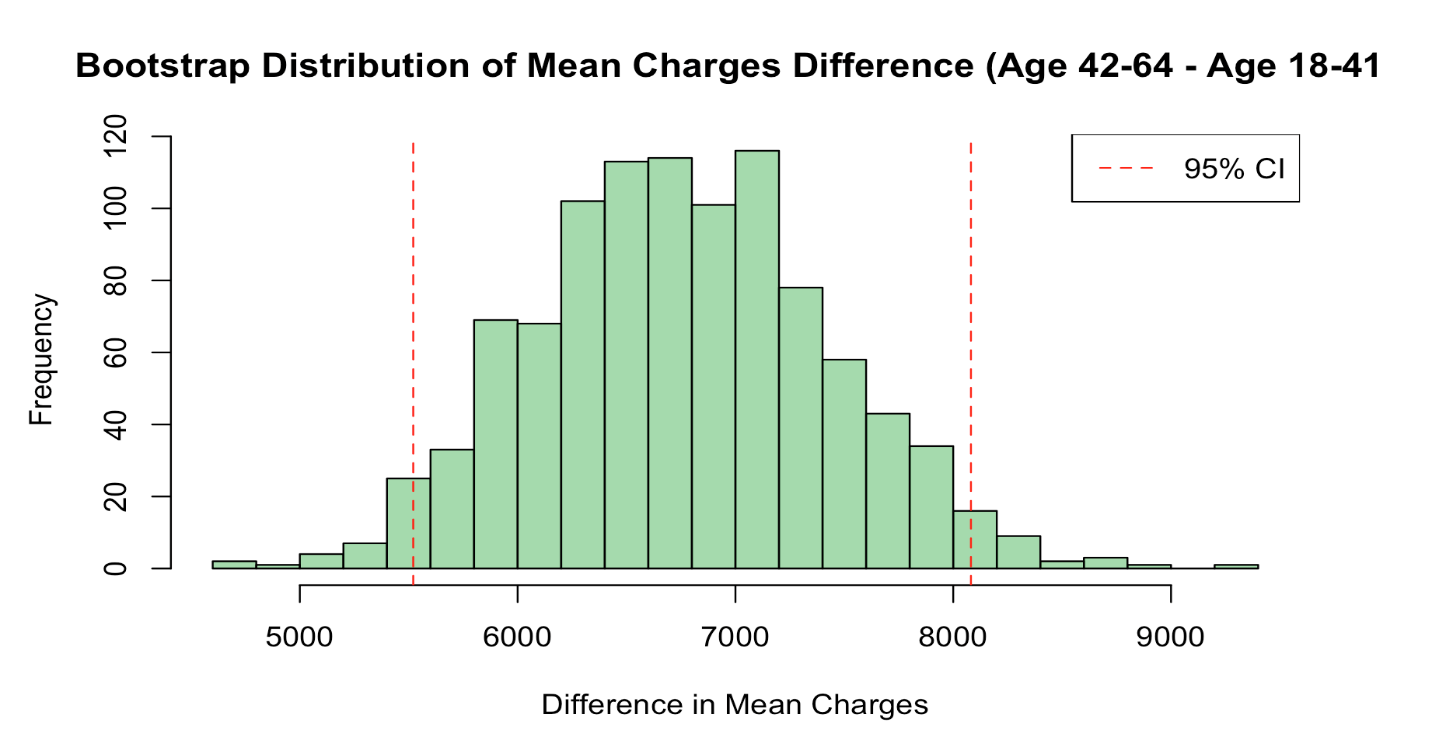 Bootstrap Distribution of Mean Charges Difference (Age 42-64 - Age 18-41
95% CI
Frequency
120
100
80
60
40
20
0
5000 6000 7000 8000 9000
Difference in Mean Charges